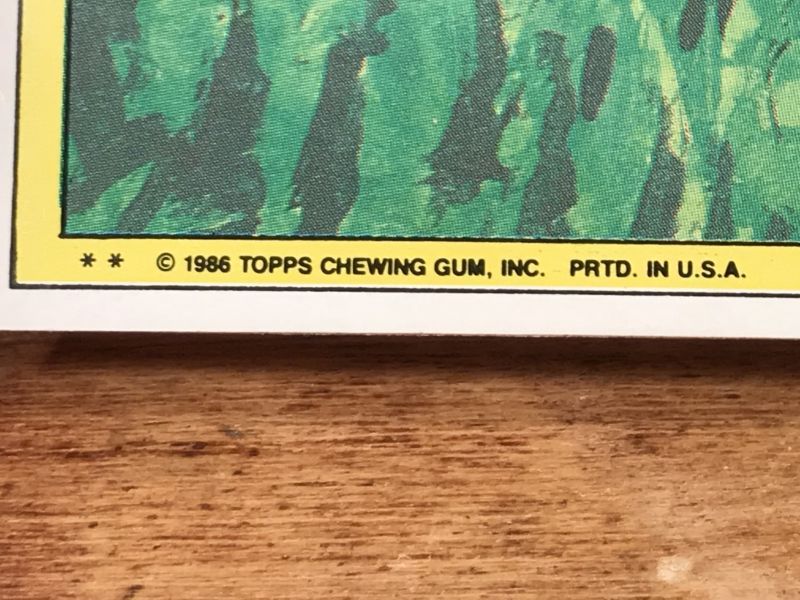 ** © 1986 TOPPS CHEWING GUM, INC. PRTD. IN U.S.A.